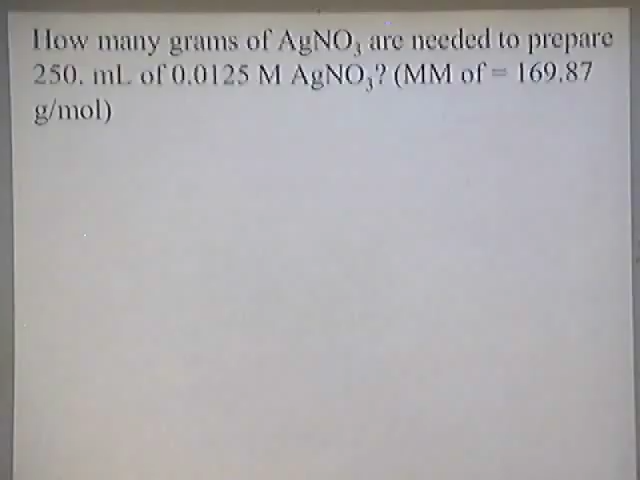 How many grams of AgNO₃ are needed to prepare
250. mL of 0.0125 M AgNO₃? (MM of = 169.87
g/mol)